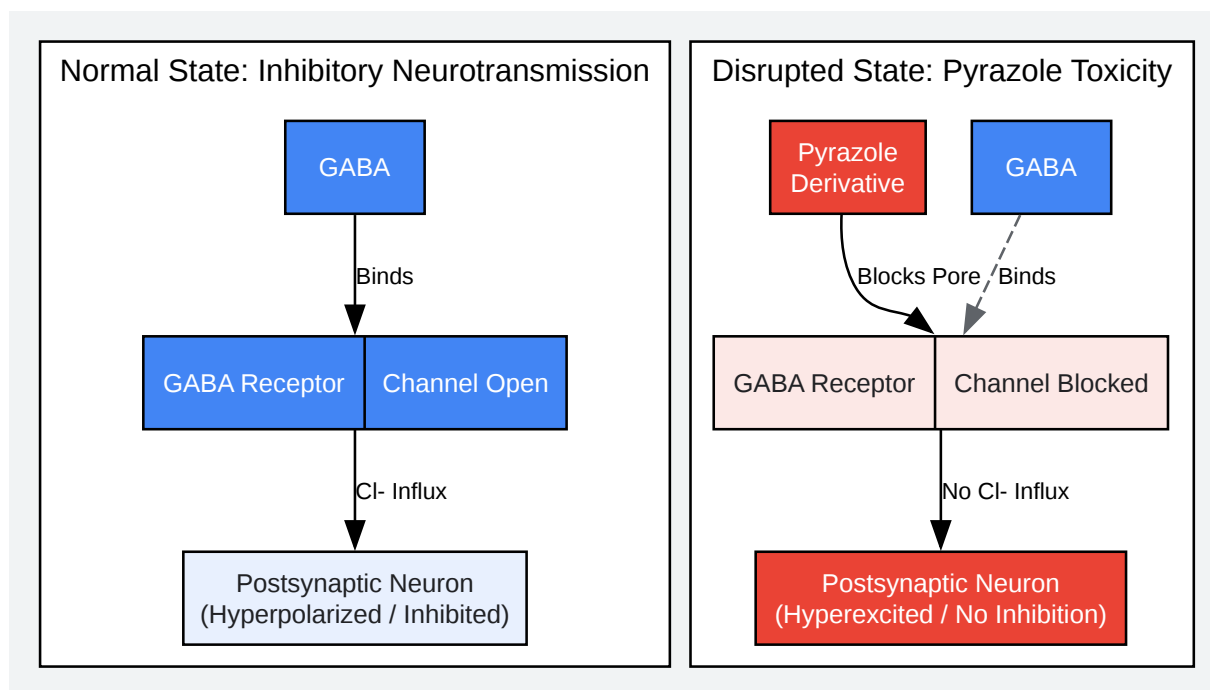 Normal State: Inhibitory Neurotransmission
GABA
Binds
GABA Receptor
Channel Open
Cl- Influx
Postsynaptic Neuron
(Hyperpolarized / Inhibited)
Disrupted State: Pyrazole Toxicity
Pyrazole
Derivative
GABA
Blocks Pore
Binds
GABA Receptor
Channel Blocked
No Cl- Influx
Postsynaptic Neuron
(Hyperexcited / No Inhibition)